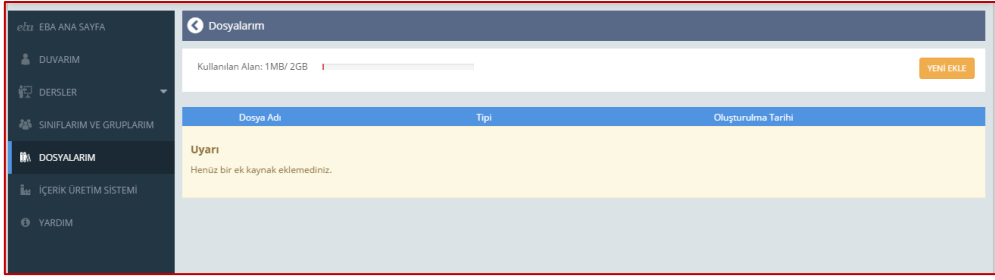 eba EBA ANA SAYFA
DUVARIM
DERSLER
SINIFLARIM VE GRUPLARIM
DOSYALARIM
İÇERİK ÜRETİM SİSTEMİ
YARDIM
Dosyalarım
Kullanılan Alan: 1MB/ 2GB
YENİ EKLE
Dosya Adı Tipi Oluşturulma Tarihi
Uyarı
Henüz bir ek kaynak eklemediniz.